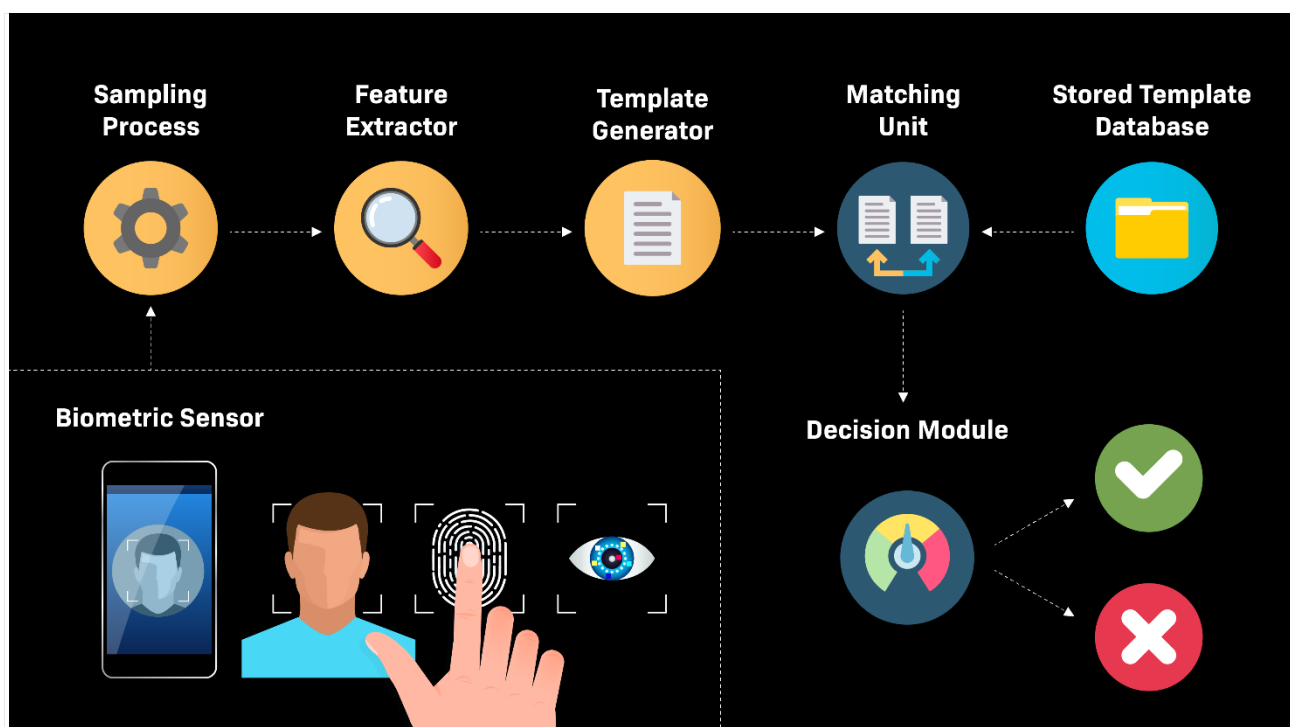 Sampling
Process
Feature
Extractor
Template
Generator
Matching
Unit
Stored Template
Database
Biometric Sensor
Decision Module